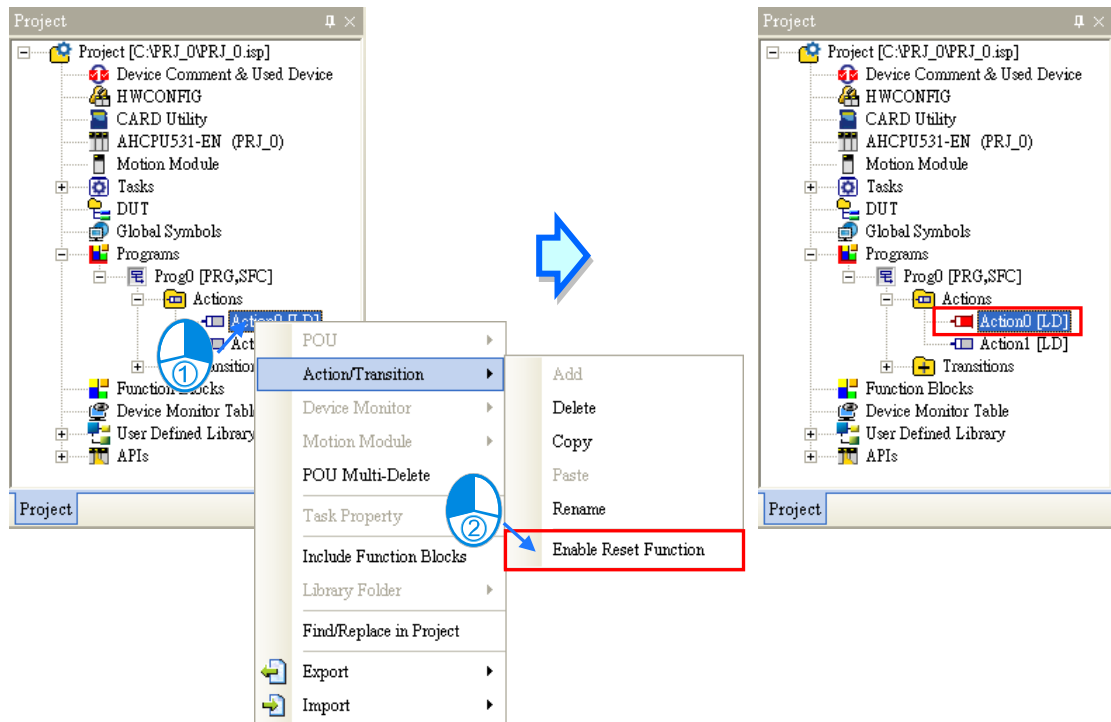 Project
Project [C:\PRJ_0\PRJ_0.isp]
Device Comment & Used Device
HWCONFIG
CARD Utility
AHCPU531-EN (PRJ_0)
Motion Module
Tasks
DUT
Global Symbols
Programs
Prog0 [PRG,SFC]
Actions
Action0 [LD]
Function Blocks
Device Monitor
User Defined Library
APIs
Project
1
POU
Action/Transition
Device Monitor
Motion Module
POU Multi-Delete
Task Property
Include Function Blocks
Library Folder
Find/Replace in Project
Export
Import
Add
Delete
Copy
Paste
Rename
Enable Reset Function
2
Project
Project [C:\PRJ_0\PRJ_0.isp]
Device Comment & Used Device
HWCONFIG
CARD Utility
AHCPU531-EN (PRJ_0)
Motion Module
Tasks
DUT
Global Symbols
Programs
Prog0 [PRG,SFC]
Actions
Action0 [LD]
Action1 [LD]
Transitions
Function Blocks
Device Monitor Table
User Defined Library
APIs
Project